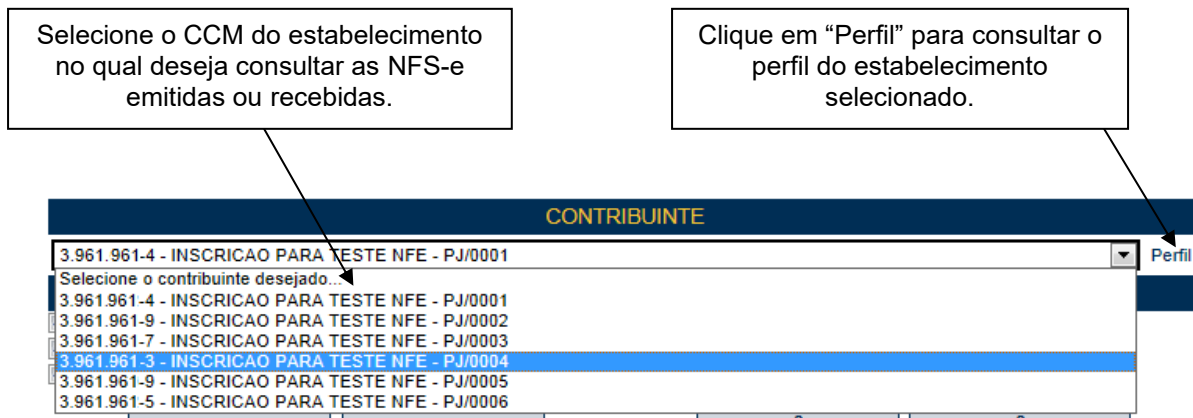 Selecione o CCM do estabelecimento
no qual deseja consultar as NFS-e
emitidas ou recebidas.
Clique em “Perfil” para consultar o
perfil do estabelecimento
selecionado.
CONTRIBUINTE
3.961.961-4 - INSCRICAO PARA TESTE NFE - PJ/0001
Perfil
Selecione o contribuinte desejado...
3.961.961-4 - INSCRICAO PARA TESTE NFE - PJ/0001
3.961.961-9 - INSCRICAO PARA TESTE NFE - PJ/0002
3.961.961-7 - INSCRICAO PARA TESTE NFE - PJ/0003
3.961.961-3 - INSCRICAO PARA TESTE NFE - PJ/0004
3.961.961-9 - INSCRICAO PARA TESTE NFE - PJ/0005
3.961.961-5 - INSCRICAO PARA TESTE NFE - PJ/0006